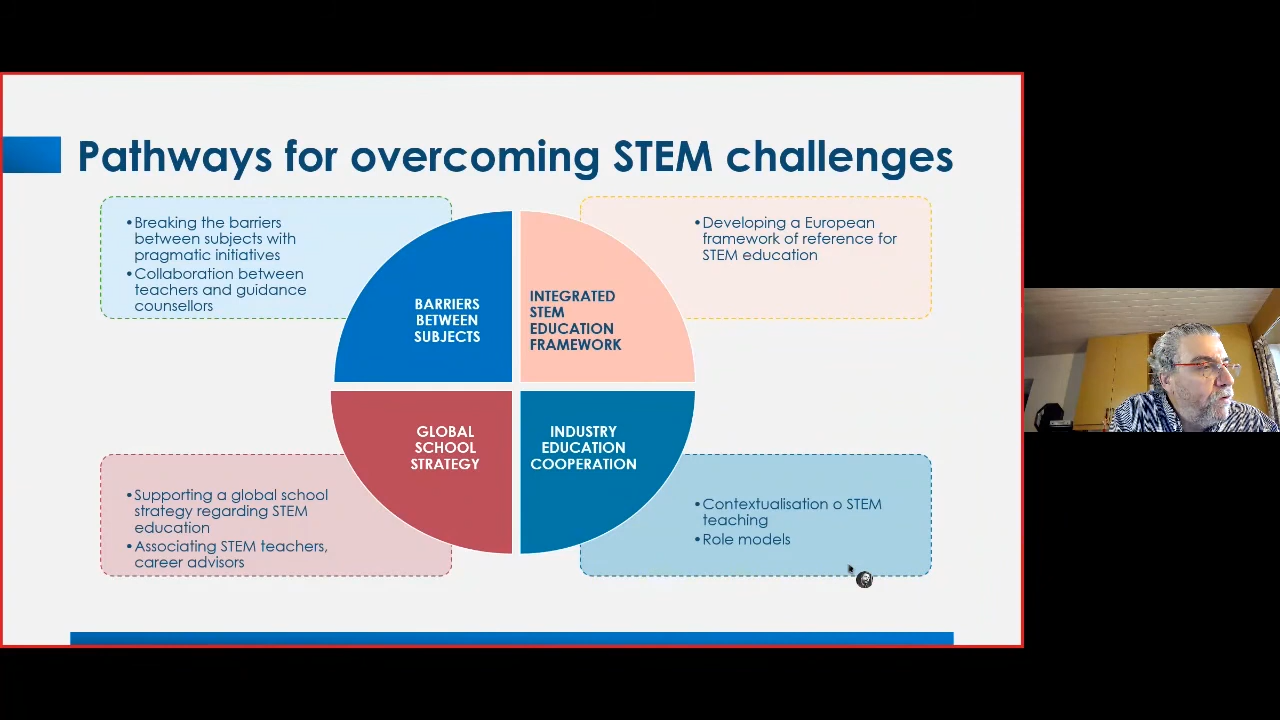 Pathways for overcoming STEM challenges
•Breaking the barriers
between subjects with
pragmatic initiatives
•Collaboration between
teachers and guidance
counsellors
BARRIERS
BETWEEN
SUBJECTS
INTEGRATED
STEM
EDUCATION
FRAMEWORK
•Developing a European
framework of reference for
STEM education
•Supporting a global school
strategy regarding STEM
education
•Associating STEM teachers,
career advisors
GLOBAL
SCHOOL
STRATEGY
INDUSTRY
EDUCATION
COOPERATION
•Contextualisation o STEM
teaching
•Role models